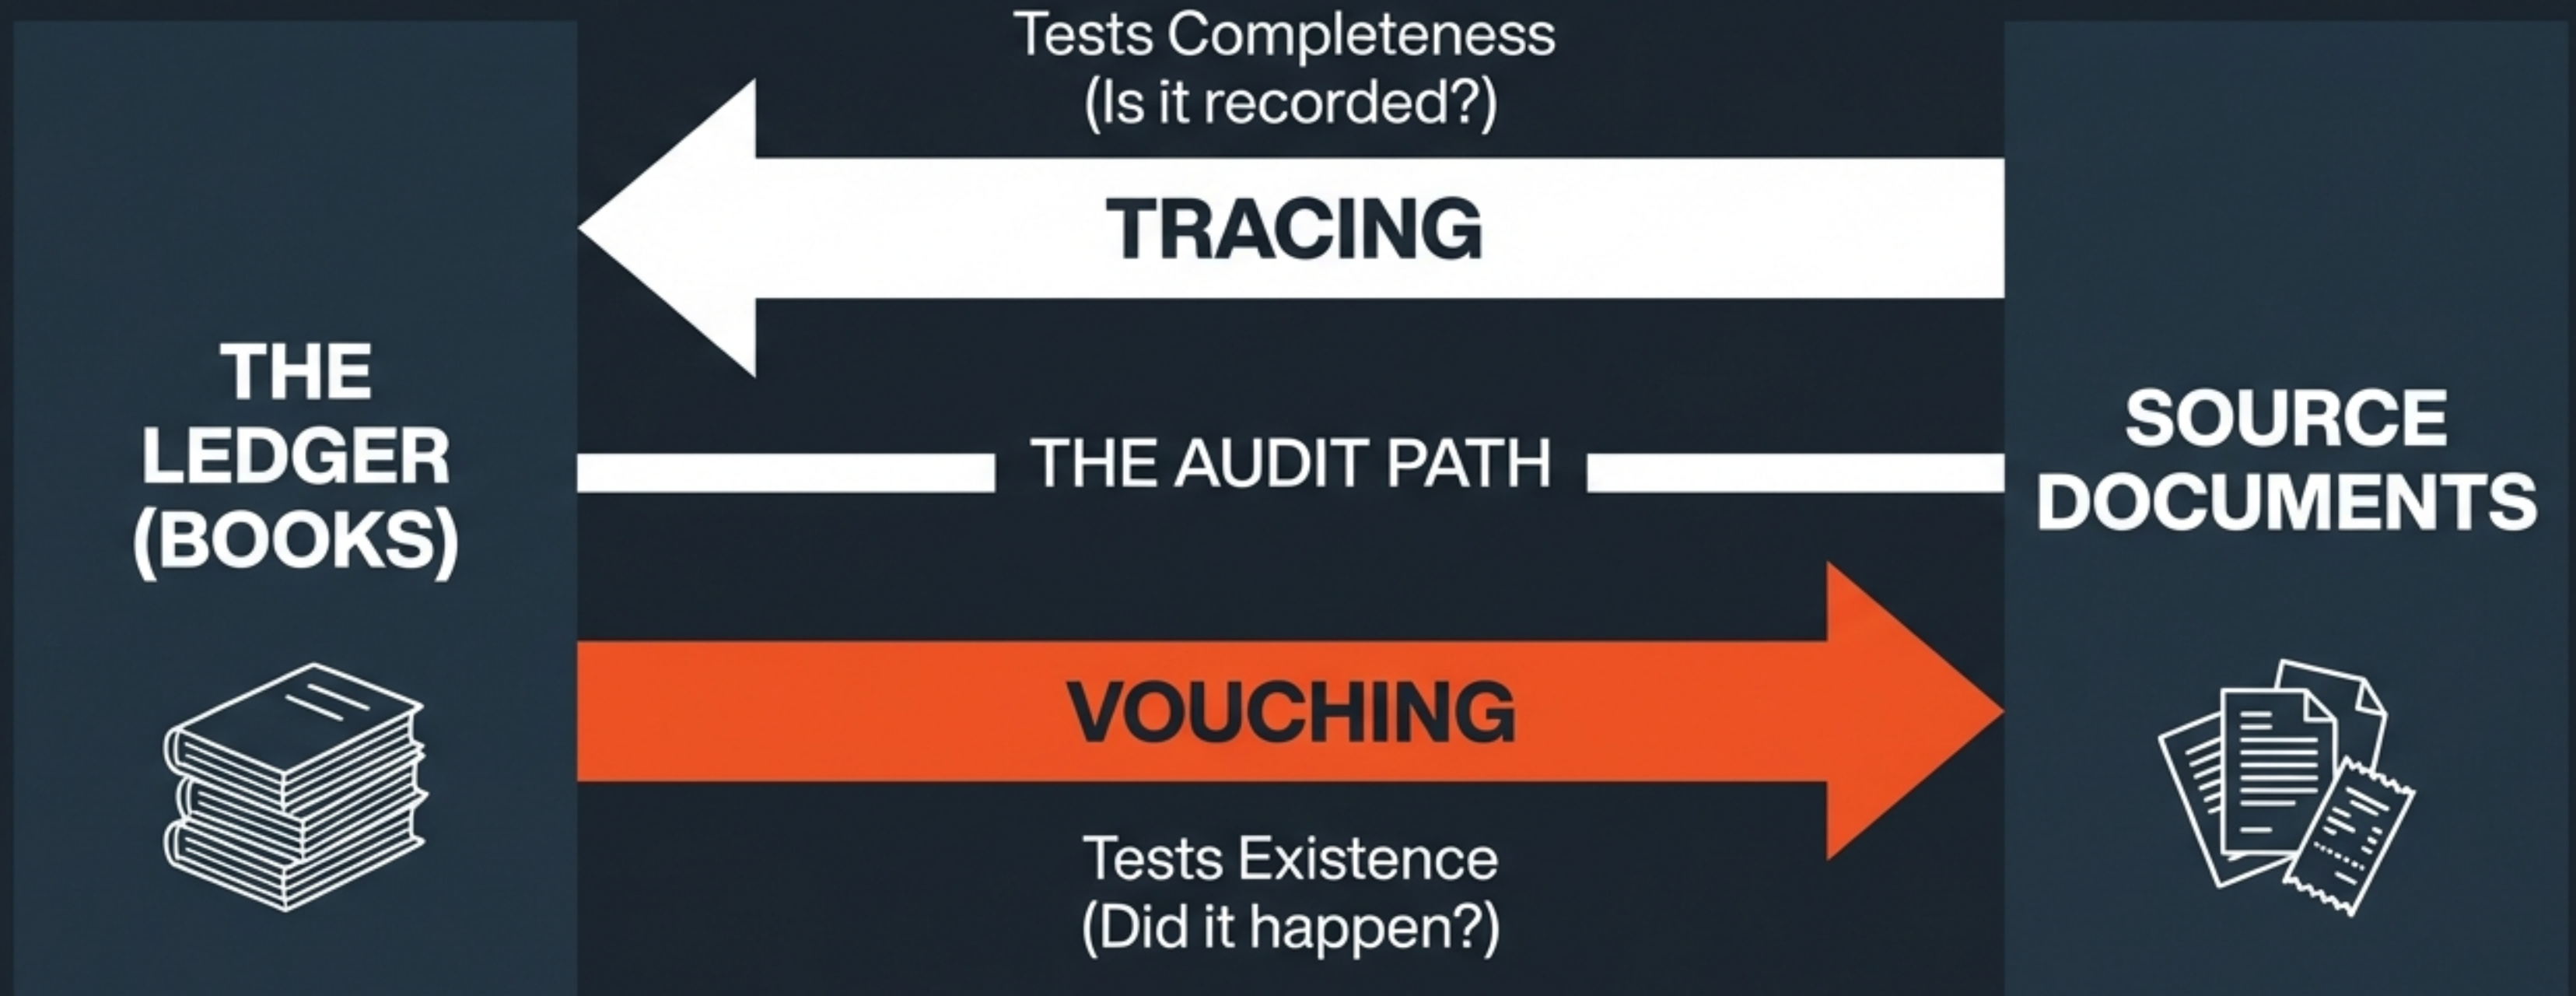 Tests Completeness
(Is it recorded?)
TRACING
THE
LEDGER
(BOOKS)
THE AUDIT PATH
SOURCE
DOCUMENTS
VOUCHING
Tests Existence
(Did it happen?)